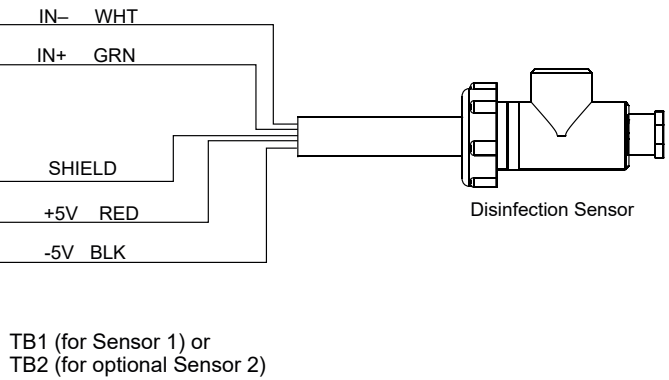 IN– WHT
IN+ GRN
SHIELD
+5V RED
-5V BLK
Disinfection Sensor
TB1 (for Sensor 1) or
TB2 (for optional Sensor 2)